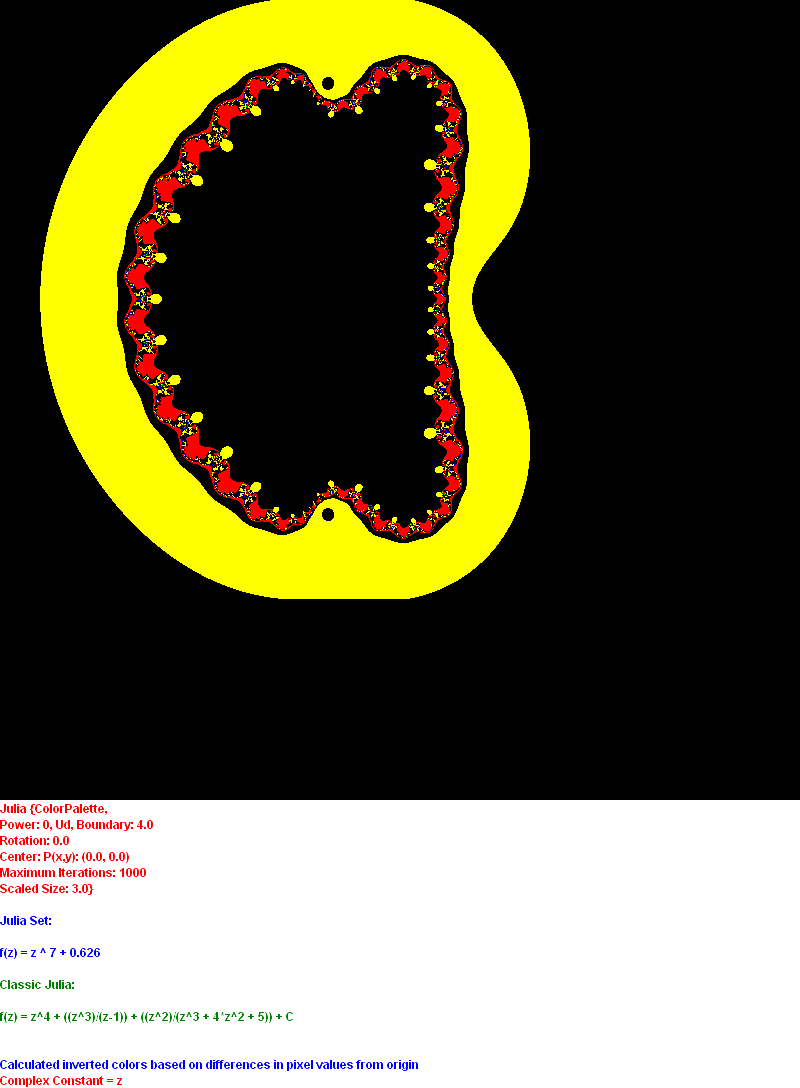 Julia {ColorPalette,
Power: 0, Ud, Boundary: 4.0
Rotation: 0.0
Center: P(x,y): (0.0, 0.0)
Maximum Iterations: 1000
Scaled Size: 3.0}
Julia Set:
f(z) = z ^ 7 + 0.626
Classic Julia:
f(z) = z^4 + ((z^3)/(z-1)) + ((z^2)/(z^3 + 4*z^2 + 5)) + C
Calculated inverted colors based on differences in pixel values from origin
Complex Constant = z